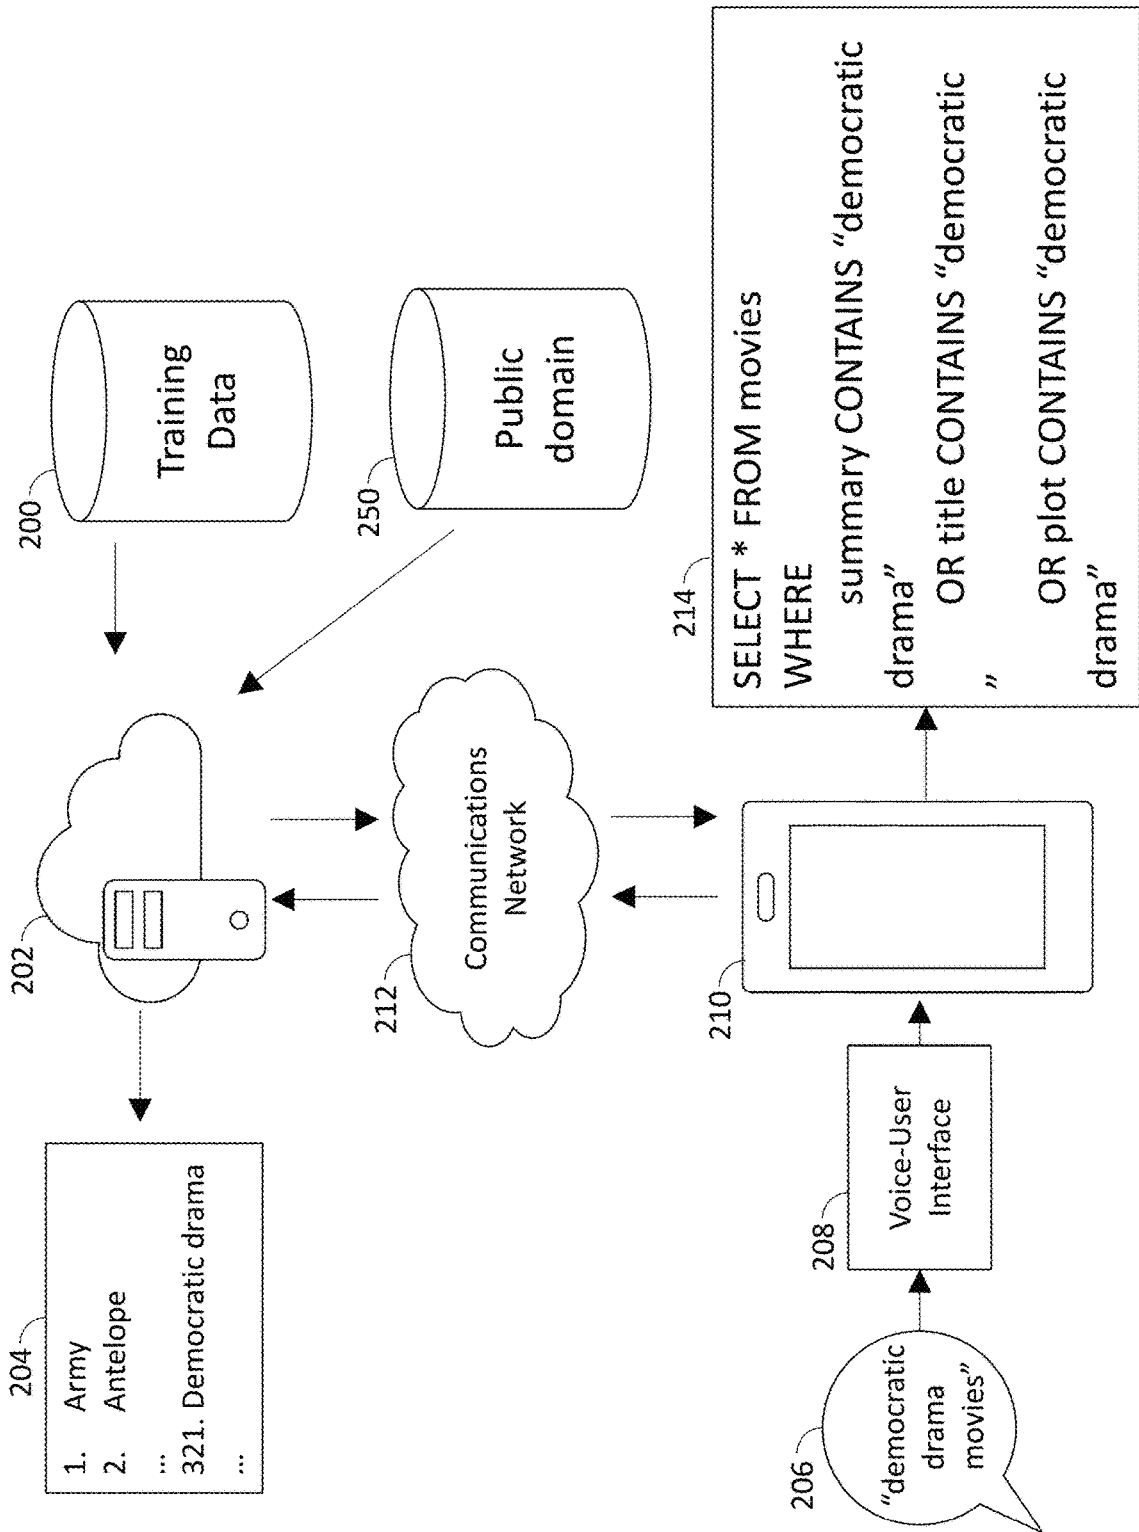 204
1. Army
2. Antelope
...
321. Democratic drama
...
202
200
Training
Data
250
Public
domain
212
Communications
Network
206
“democratic
drama
movies”
208
Voice-User
Interface
210
214
SELECT * FROM movies
WHERE
summary CONTAINS “democratic
drama”
OR title CONTAINS “democratic
”
OR plot CONTAINS “democratic
drama”